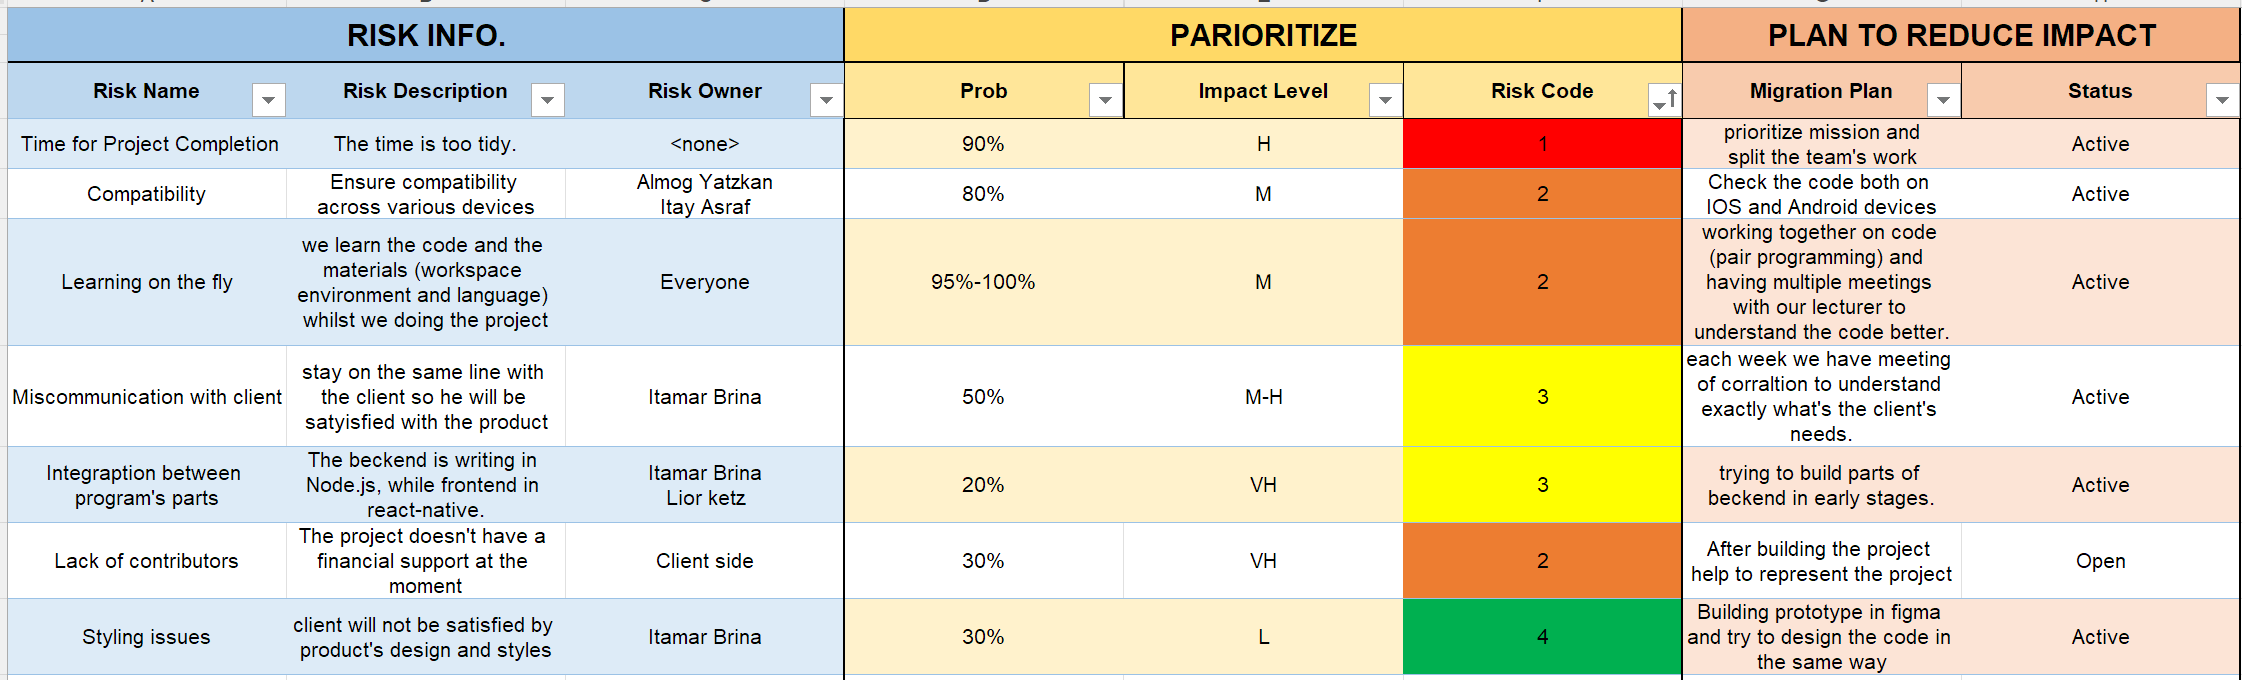 RISK INFO.
PARIORITIZE
PLAN TO REDUCE IMPACT
Risk Name
Risk Description
Risk Owner
Prob
Impact Level
Risk Code
Migration Plan
Status
Time for Project Completion
The time is too tidy.
<none>
90%
H
1
prioritize mission and
split the team's work
Active
Compatibility
Ensure compatibility
across various devices
Almog Yatzkan
Itay Asraf
80%
M
2
Check the code both on
IOS and Android devices
Active
Learning on the fly
we learn the code and the
materials (workspace
environment and language)
whilst we doing the project
Everyone
95%-100%
M
2
working together on code
(pair programming) and
having multiple meetings
with our lecturer to
understand the code better.
Active
Miscommunication with client
stay on the same line with
the client so he will be
satyisfied with the product
Itamar Brina
50%
M-H
3
each week we have meeting
of corraltion to understand
exactly what's the client's
needs.
Active
Integraption between
program's parts
The beckend is writing in
Node.js, while frontend in
react-native.
Itamar Brina
Lior ketz
20%
VH
3
trying to build parts of
beckend in early stages.
Active
Lack of contributors
The project doesn't have a
financial support at the
moment
Client side
30%
VH
2
After building the project
help to represent the project
Open
Styling issues
client will not be satisfied by
product's design and styles
Itamar Brina
30%
L
4
Building prototype in figma
and try to design the code in
the same way
Active